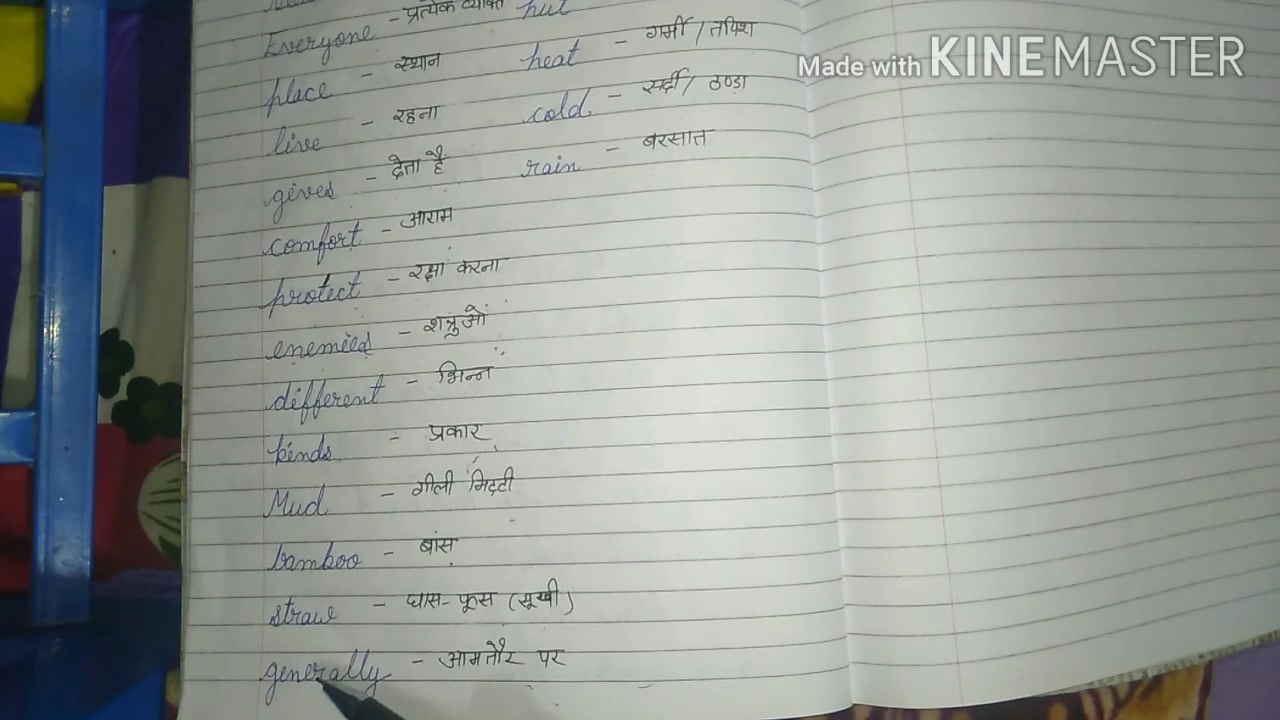 Everyone - प्रत्येक व्यक्ति hut
place - स्थान heat - गर्मी / तपिश
live - रहना cold - सर्दी / ठण्ड़ा
gives - देता है rain - बरसात
comfort - आराम
protect - रक्षा करना
enemies - शत्रुओं
different - भिन्न
kinds - प्रकार
Mud - गीली मिट्टी
bamboo - बांस
straw - घास-फूस (सूखी)
generally - आमतौर पर
Made with KINEMASTER